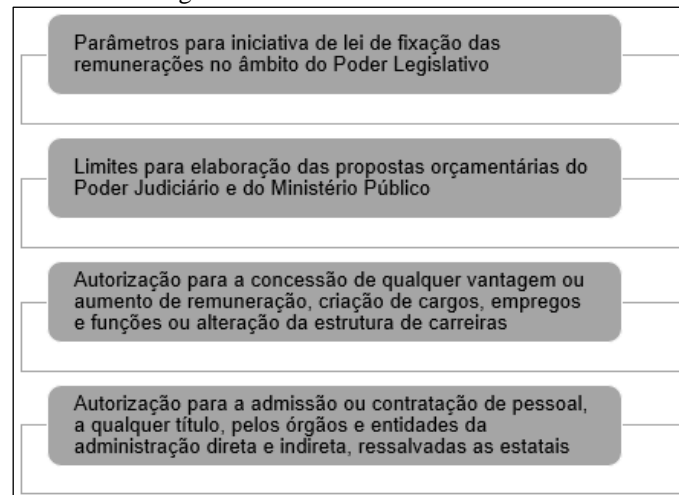 Parâmetros para iniciativa de lei de fixação das
remunerações no âmbito do Poder Legislativo
Limites para elaboração das propostas orçamentárias do
Poder Judiciário e do Ministério Público
Autorização para a concessão de qualquer vantagem ou
aumento de remuneração, criação de cargos, empregos
e funções ou alteração da estrutura de carreiras
Autorização para a admissão ou contratação de pessoal,
a qualquer título, pelos órgãos e entidades da
administração direta e indireta, ressalvadas as estatais